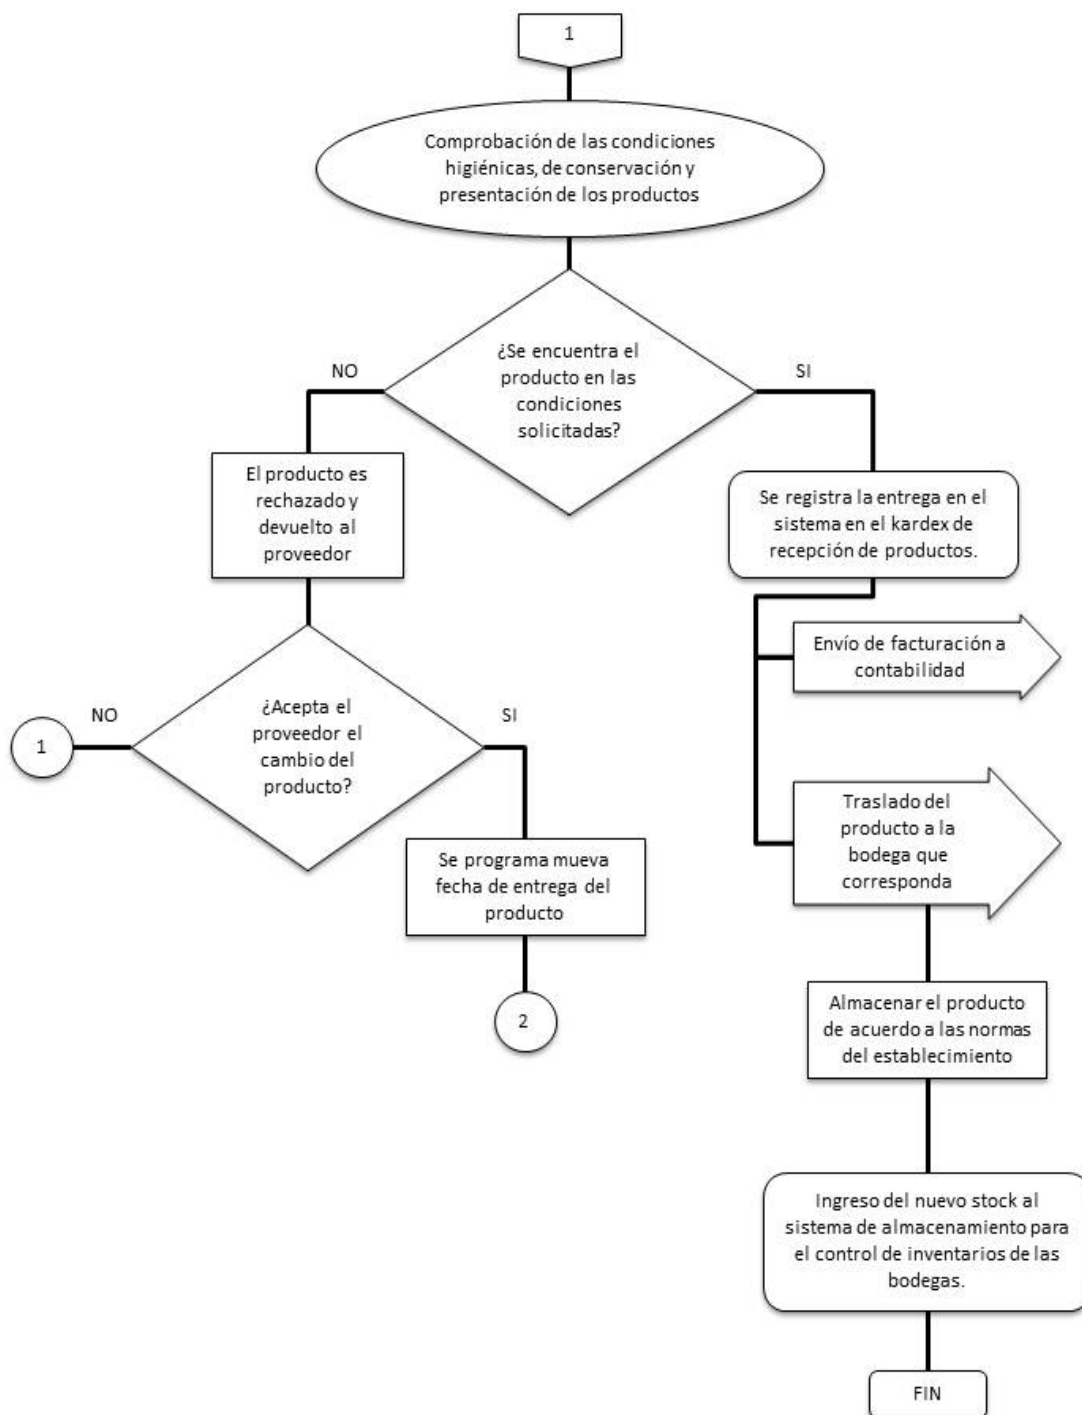 1
Comprobación de las condiciones
higiénicas, de conservación y
presentación de los productos
¿Se encuentra el
producto en las
condiciones
solicitadas?
NO
SI
El producto es
rechazado y
devuelto al
proveedor
Se registra la entrega en el
sistema en el kardex de
recepción de productos.
Envío de facturación a
contabilidad
¿Acepta el
proveedor el
cambio del
producto?
NO
SI
1
Traslado del
producto a la
bodega que
corresponda
Se programa mueva
fecha de entrega del
producto
2
Almacenar el producto
de acuerdo a las normas
del establecimiento
Ingreso del nuevo stock al
sistema de almacenamiento para
el control de inventarios de las
bodegas.
FIN